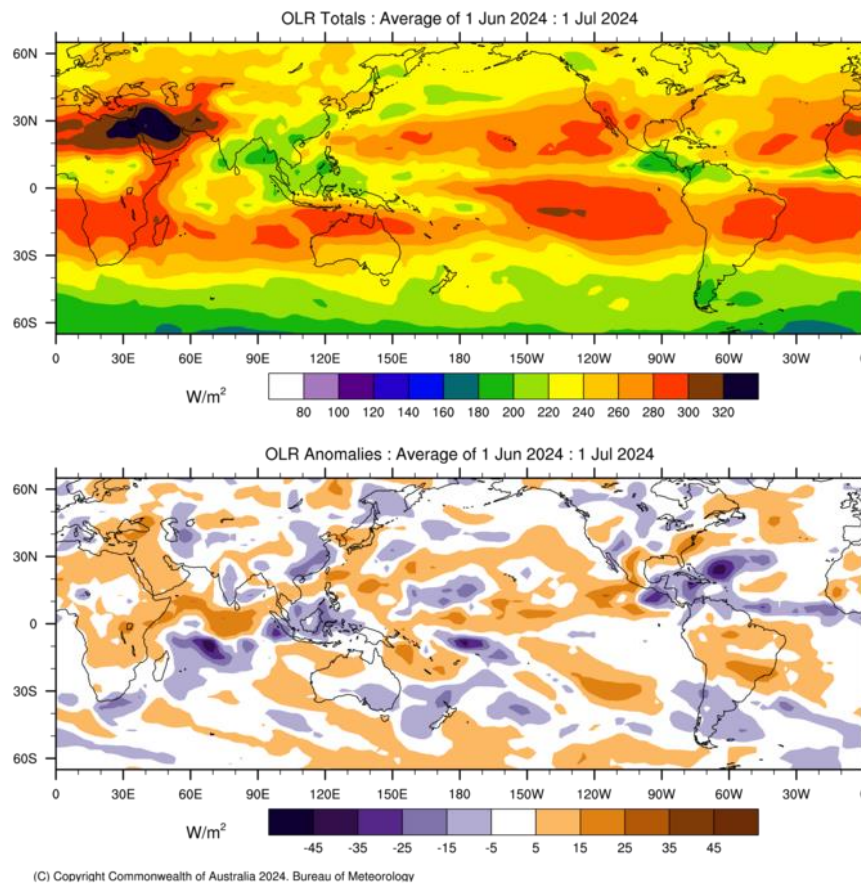 OLR Totals : Average of 1 Jun 2024 : 1 Jul 2024
60N
30N
0
30S
60S
0 30E 60E 90E 120E 150E 180 150W 120W 90W 60W 30W 0
W/m²
80 100 120 140 160 180 200 220 240 260 280 300 320
OLR Anomalies : Average of 1 Jun 2024 : 1 Jul 2024
60N
30N
0
30S
60S
0 30E 60E 90E 120E 150E 180 150W 120W 90W 60W 30W 0
W/m²
-45 -35 -25 -15 -5 5 15 25 35 45
(C) Copyright Commonwealth of Australia 2024. Bureau of Meteorology